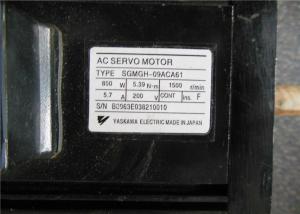 AC SERVO MOTOR
TYPE SGMGH-09ACA61
850 W 5.39 N·m 1500 r/min
5.7 A 200 V CONT ins. F
S/N B0963E038210010
YASKAWA ELECTRIC MADE IN JAPAN